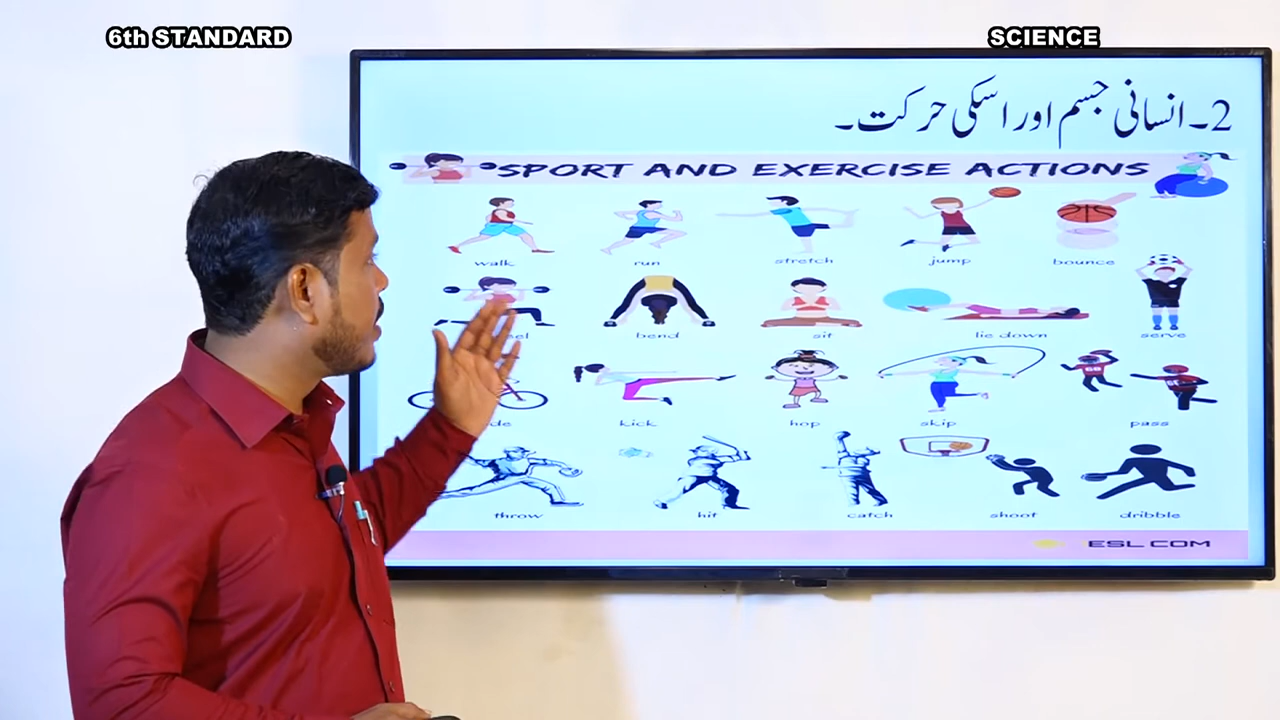 6th STANDARD
SCIENCE
2۔انسانی جسم اور اسکی حرکت۔
SPORT AND EXERCISE ACTIONS
walk run stretch jump bounce
bend sit lie down serve
kick hop skip pass
throw hit catch shoot dribble
ESL COM